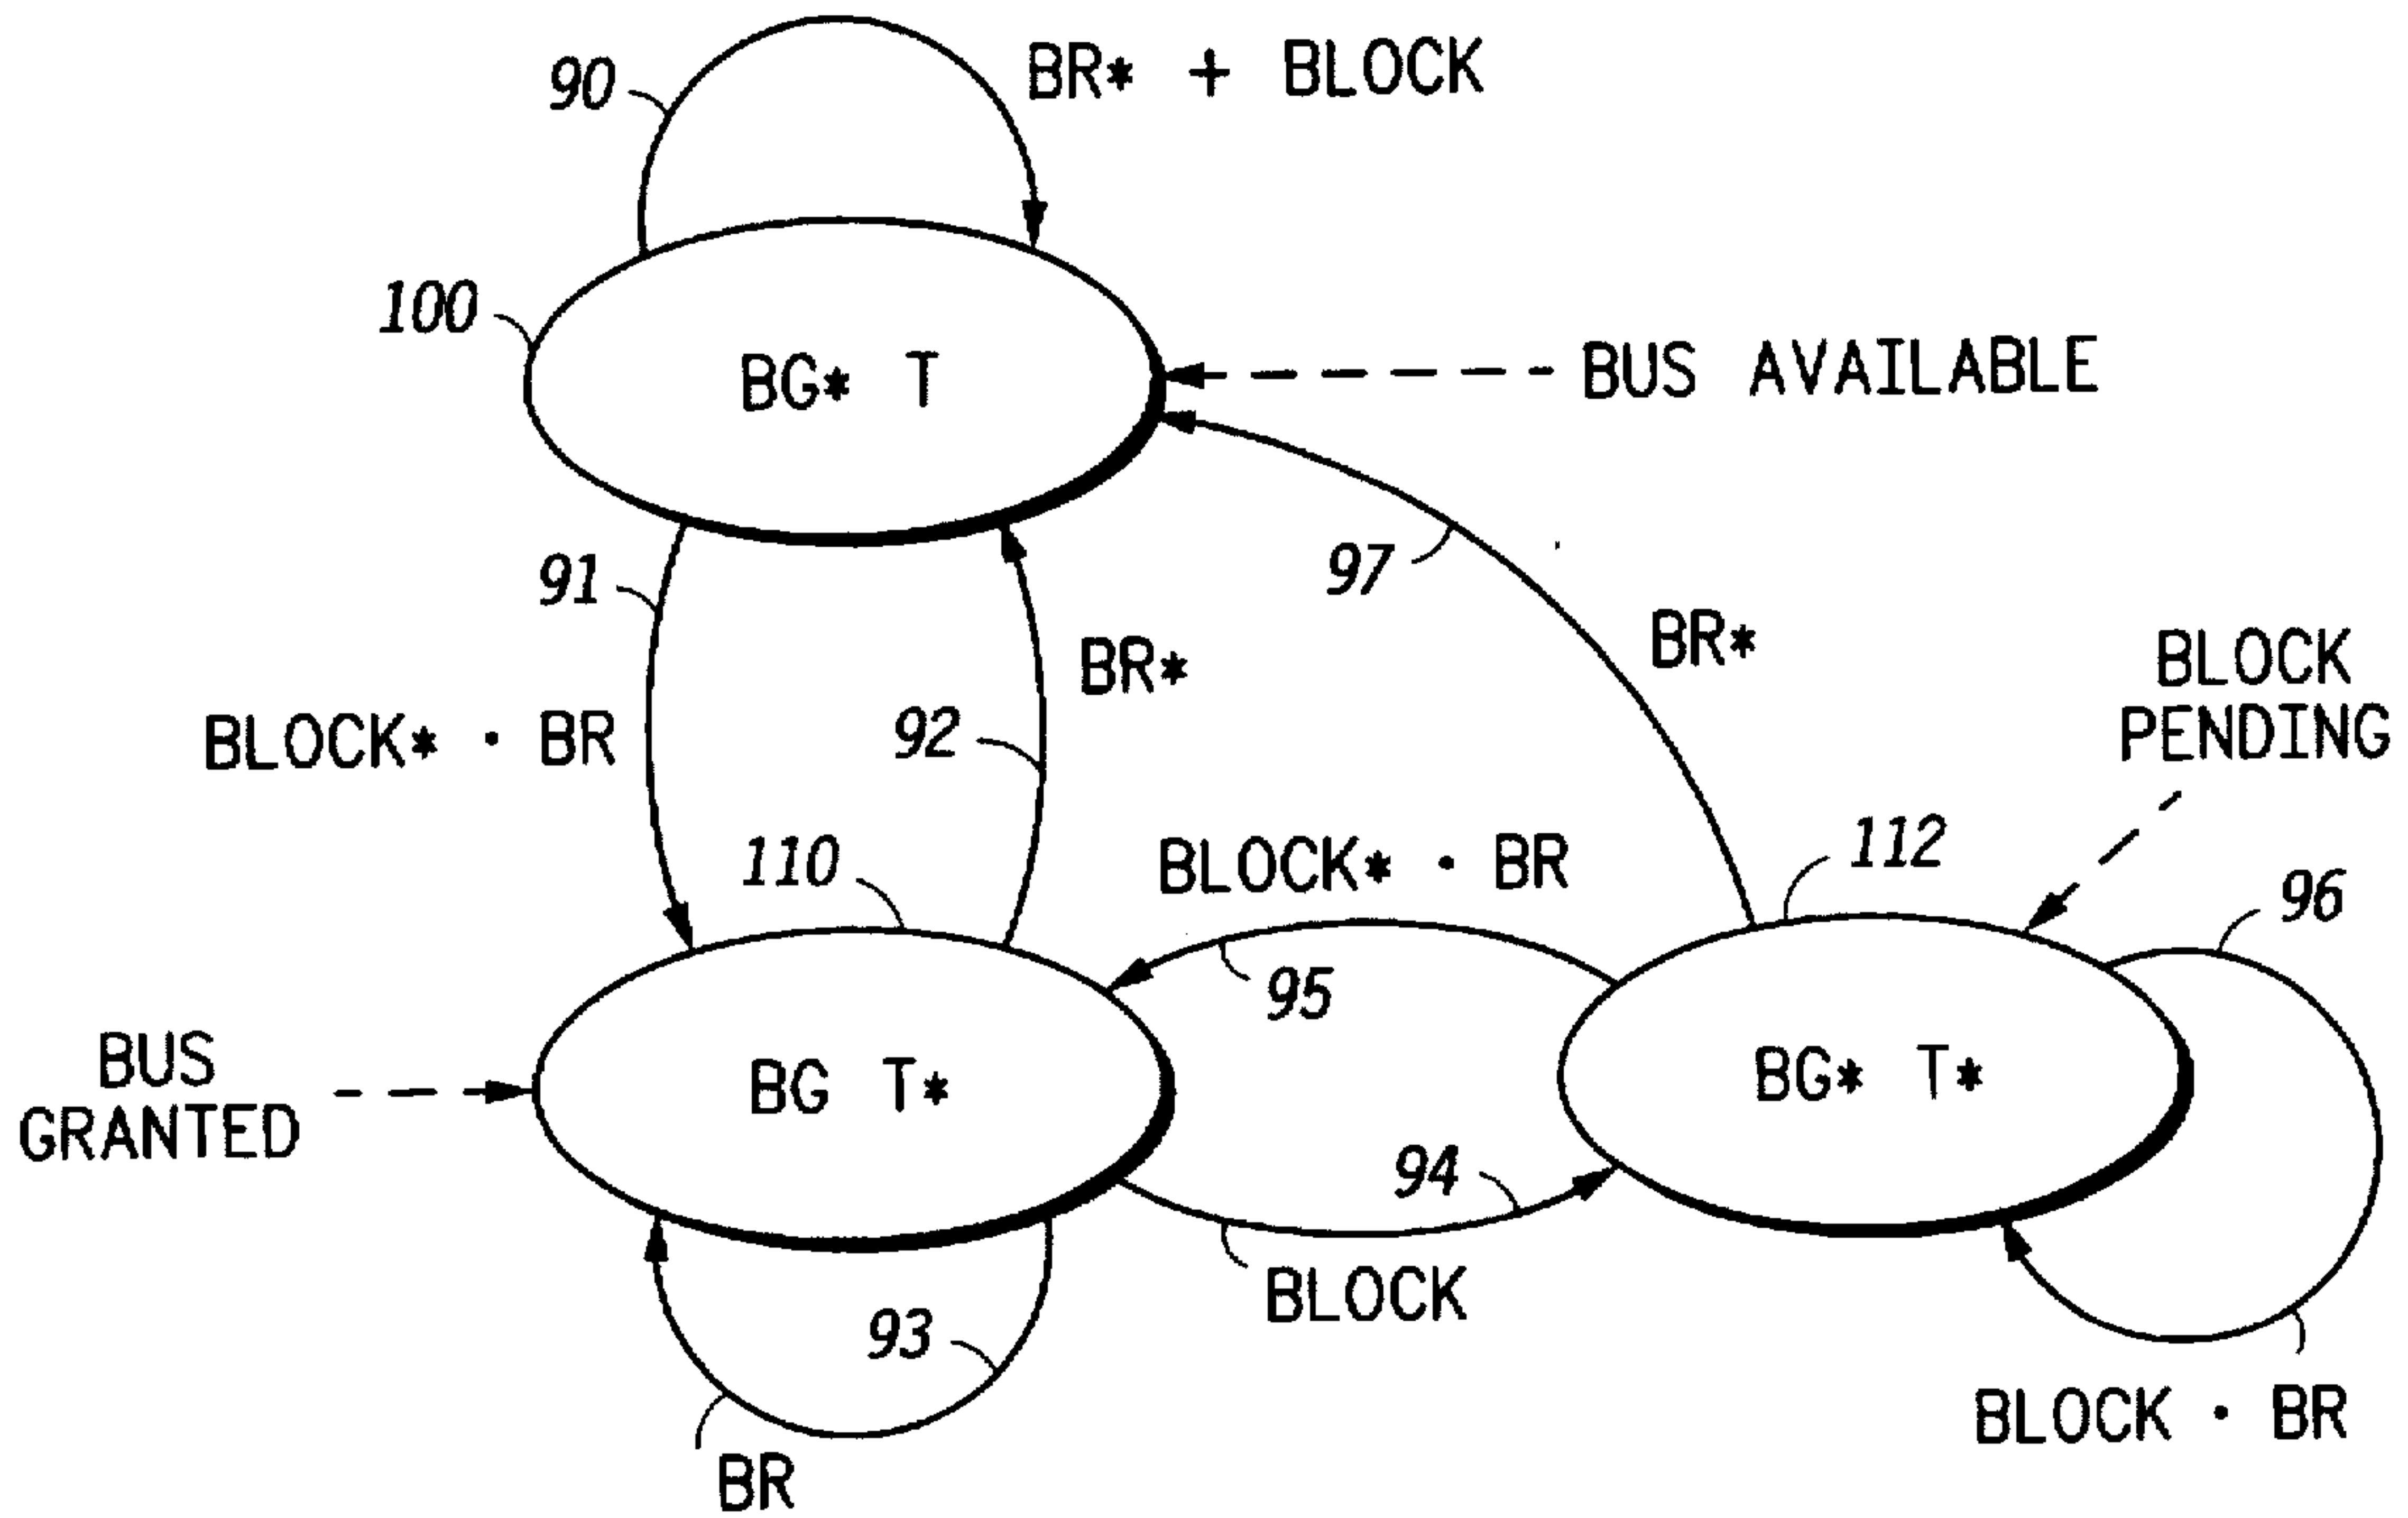 90
BR* + BLOCK
100
BG* T
BUS AVAILABLE
91
97
BR*
BR*
BLOCK
PENDING
BLOCK* · BR
92
110
BLOCK* · BR
112
96
95
BUS
GRANTED
BG T*
BG* T*
94
BLOCK
93
BR
BLOCK · BR